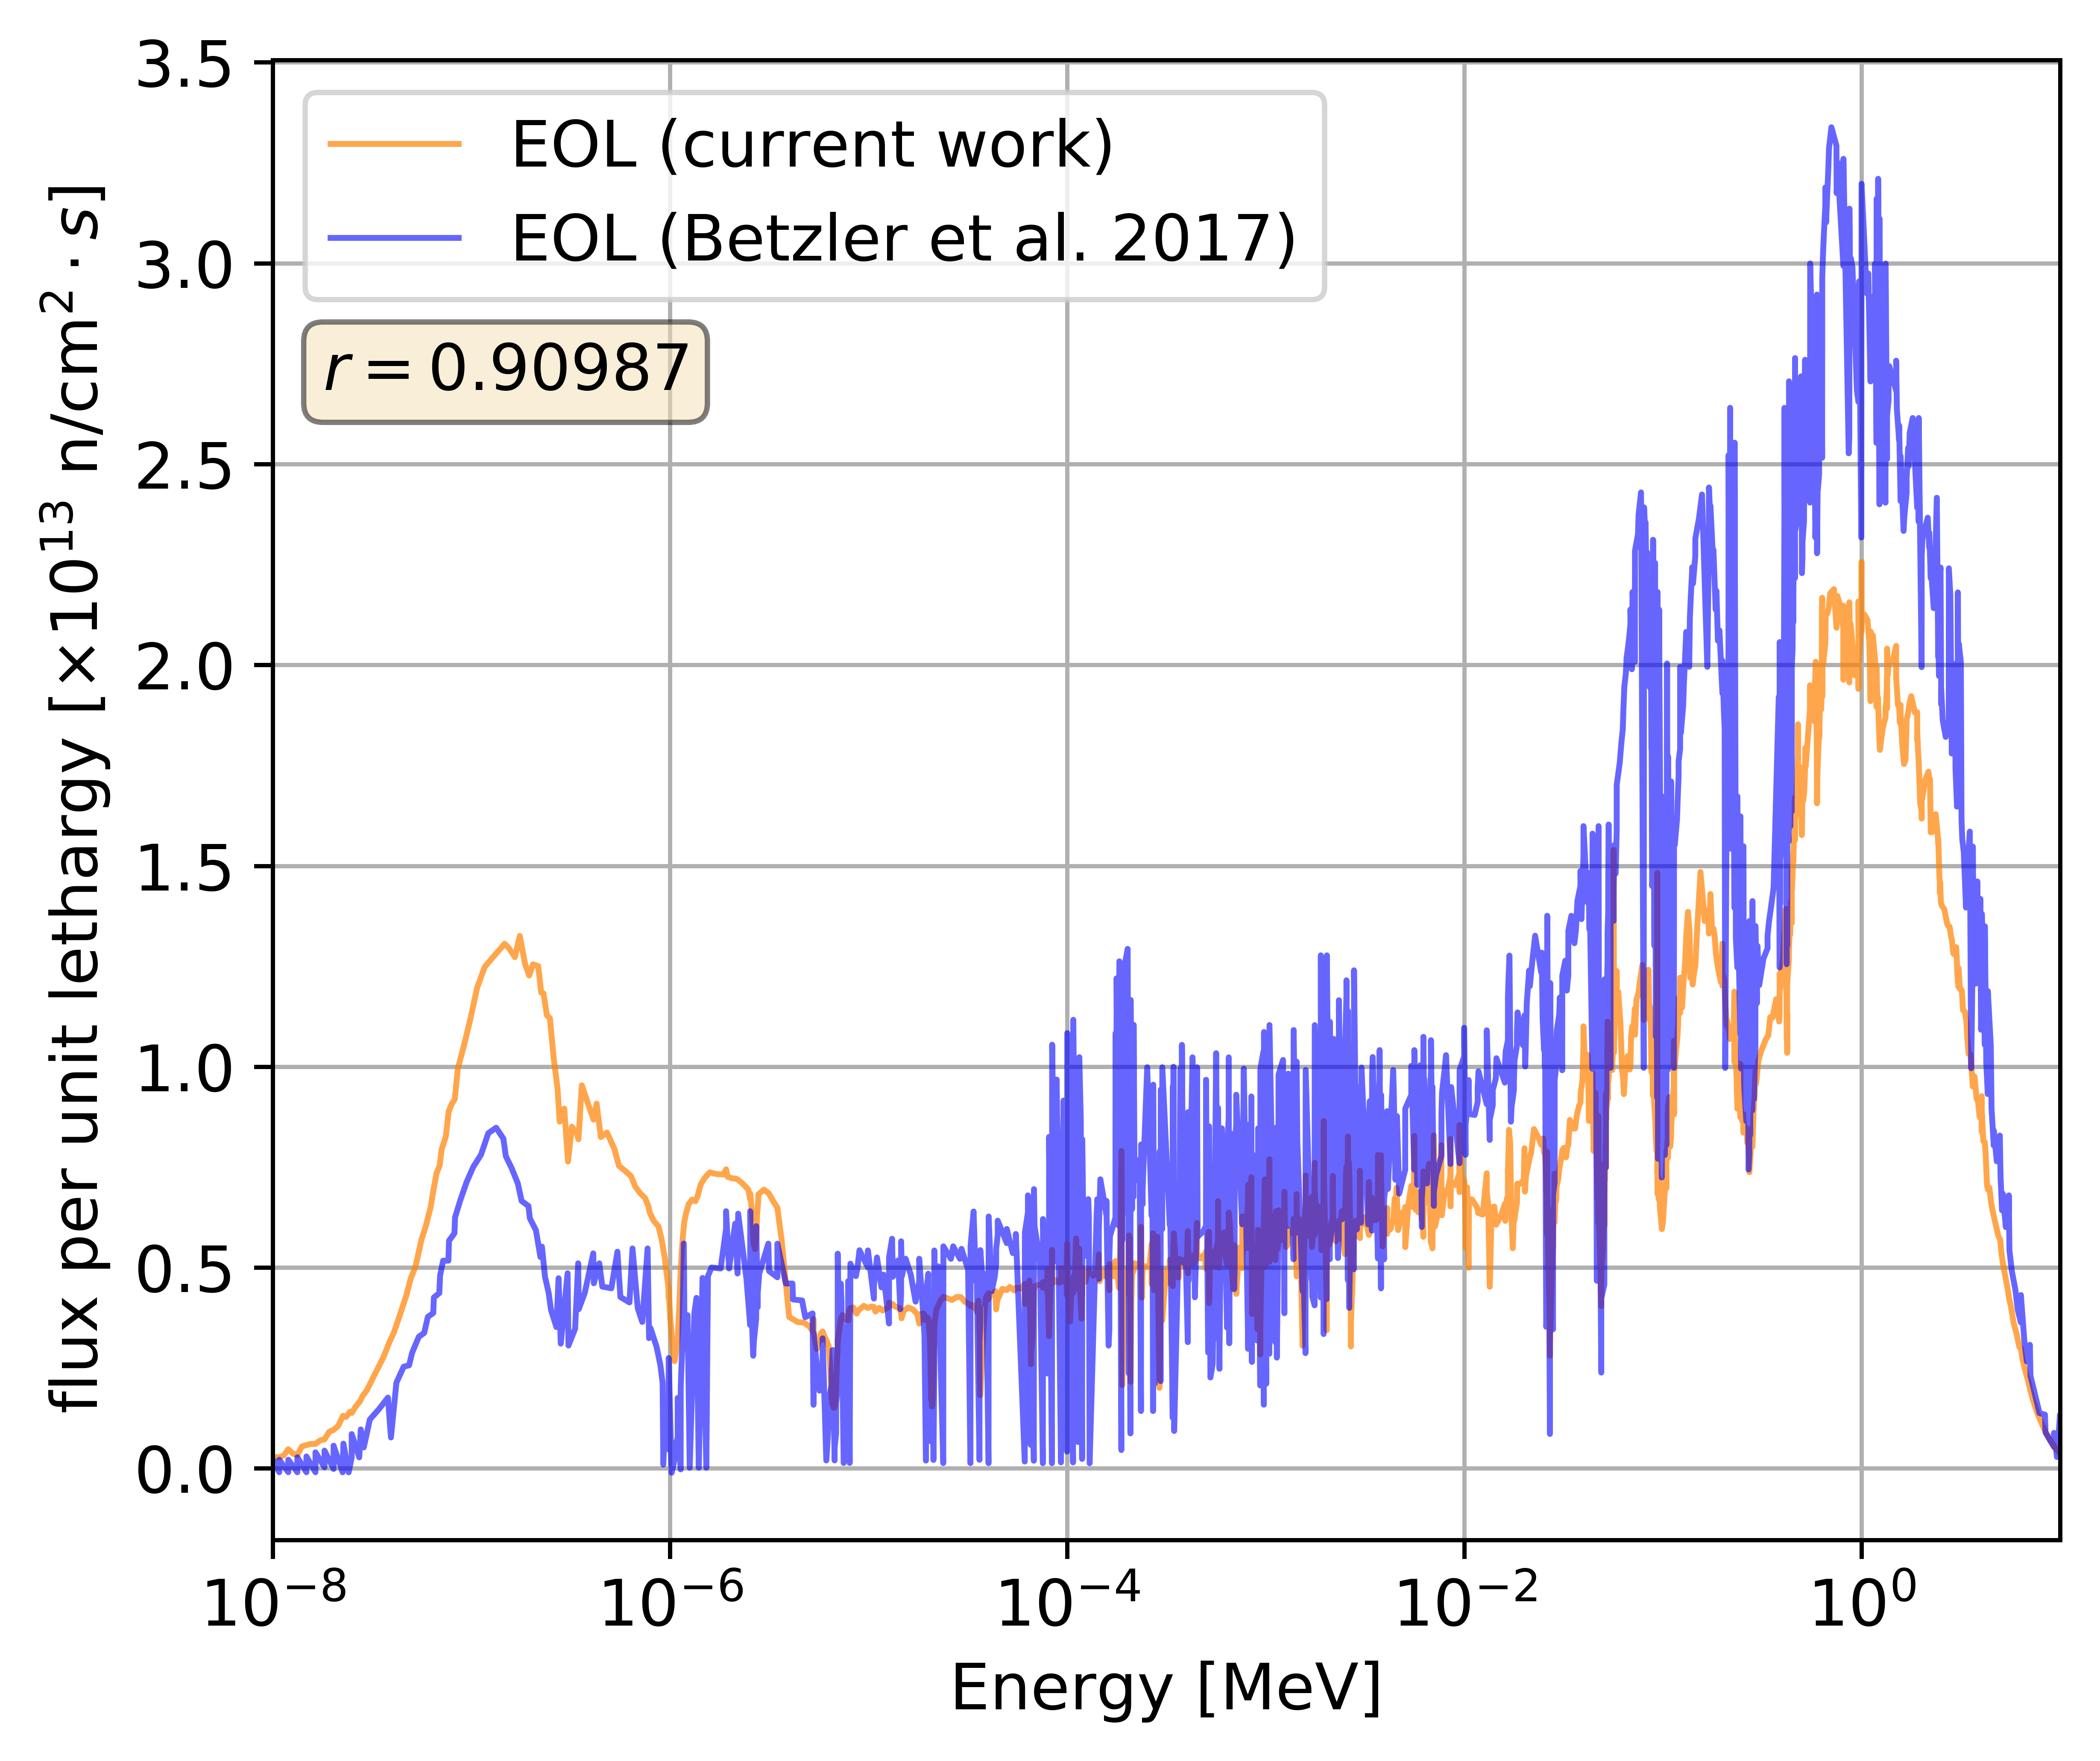 3.5
3.0
2.5
2.0
1.5
1.0
0.5
0.0
flux per unit lethargy [×10¹³ n/cm²·s]
EOL (current work)
EOL (Betzler et al. 2017)
r = 0.90987
10⁻⁸ 10⁻⁶ 10⁻⁴ 10⁻² 10⁰
Energy [MeV]